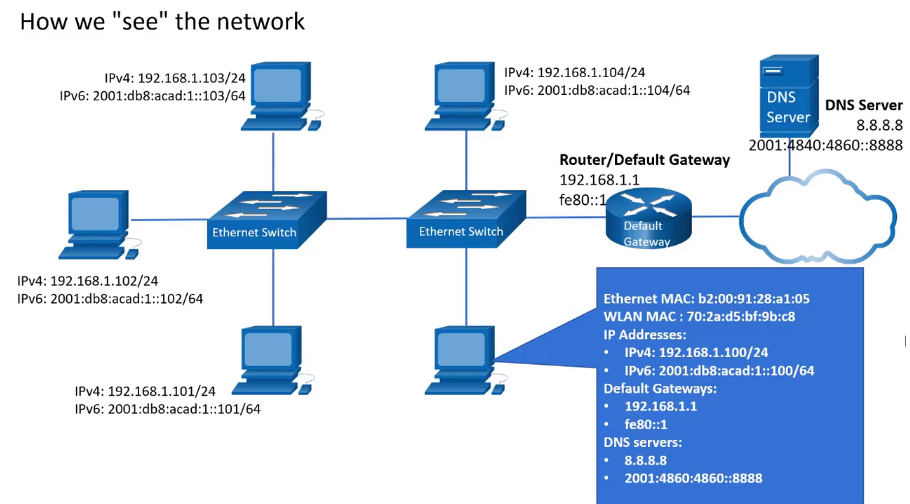 How we "see" the network
IPv4: 192.168.1.103/24
IPv6: 2001:db8:acad:1::103/64
IPv4: 192.168.1.104/24
IPv6: 2001:db8:acad:1::104/64
DNS
Server
DNS Server
8.8.8.8
2001:4840:4860::8888
Router/Default Gateway
192.168.1.1
fe80::1
Ethernet Switch
Ethernet Switch
Default
Gateway
IPv4: 192.168.1.102/24
IPv6: 2001:db8:acad:1::102/64
IPv4: 192.168.1.101/24
IPv6: 2001:db8:acad:1::101/64
Ethernet MAC: b2:00:91:28:a1:05
WLAN MAC : 70:2a:d5:bf:9b:c8
IP Addresses:
• IPv4: 192.168.1.100/24
• IPv6: 2001:db8:acad:1::100/64
Default Gateways:
• 192.168.1.1
• fe80::1
DNS servers:
• 8.8.8.8
• 2001:4860:4860::8888